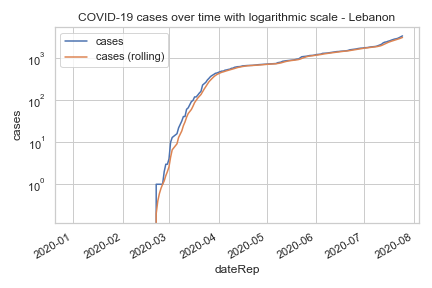 COVID-19 cases over time with logarithmic scale - Lebanon
cases
cases (rolling)
10³
10²
10¹
10⁰
cases
2020-01
2020-02
2020-03
2020-04
2020-05
2020-06
2020-07
2020-08
dateRep